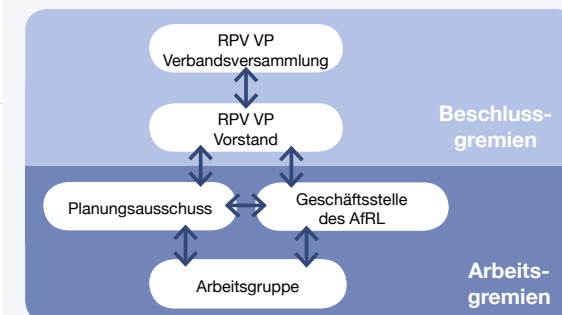 RPV VP
Verbandsversammlung
RPV VP
Vorstand
Beschluss-
gremien
Planungsausschuss
Geschäftsstelle
des AfRL
Arbeitsgruppe
Arbeits-
gremien